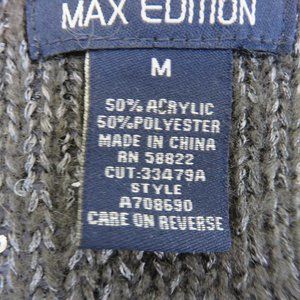 MAX EDITION
M
50% ACRYLIC
50%POLYESTER
MADE IN CHINA
RN 58822
CUT:33479A
STYLE
A708690
CARE ON REVERSE